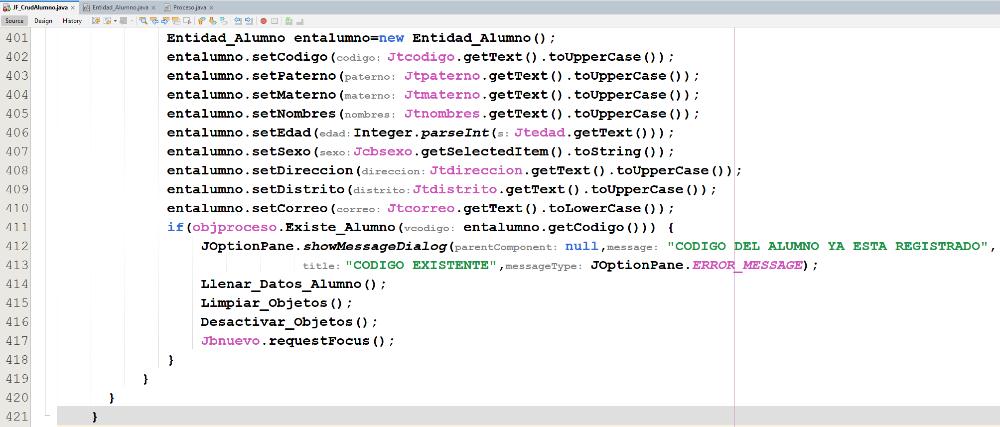 JF_CrudAlumno.java × Entidad_Alumno.java × Proceso.java ×
Source Design History
401 Entidad_Alumno entalumno=new Entidad_Alumno();
402 entalumno.setCodigo(codigo: Jtcodigo.getText().toUpperCase());
403 entalumno.setPaterno(paterno: Jtpaterno.getText().toUpperCase());
404 entalumno.setMaterno(materno: Jtmaterno.getText().toUpperCase());
405 entalumno.setNombres(nombres: Jtnombres.getText().toUpperCase());
406 entalumno.setEdad(edad:Integer.parseInt(s: Jtedad.getText()));
407 entalumno.setSexo(sexo:Jcbsexo.getSelectedItem().toString());
408 entalumno.setDireccion(direccion:Jtdireccion.getText().toUpperCase());
409 entalumno.setDistrito(distrito:Jtdistrito.getText().toUpperCase());
410 entalumno.setCorreo(correo: Jtcorreo.getText().toLowerCase());
411 if(objproceso.Existe_Alumno(vcodigo: entalumno.getCodigo())) {
412 JOptionPane.showMessageDialog(parentComponent: null,message: "CODIGO DEL ALUMNO YA ESTA REGISTRADO",
413 title:"CODIGO EXISTENTE",messageType: JOptionPane.ERROR_MESSAGE);
414 Llenar_Datos_Alumno();
415 Limpiar_Objetos();
416 Desactivar_Objetos();
417 Jbnuevo.requestFocus();
418 }
419 }
420 }
421 }